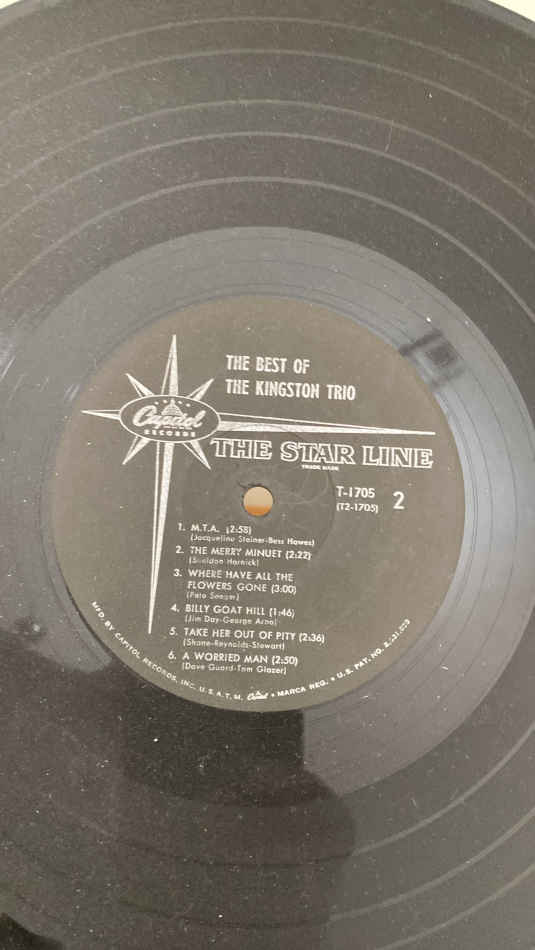 THE BEST OF
THE KINGSTON TRIO
Capitol
RECORDS
THE STAR LINE
TRADE MARK
T-1705
(T2-1705)
2
1. M.T.A. (2:58)
(Jacqueline Steiner-Bess Hawes)
2. THE MERRY MINUET (2:22)
(Sheldon Harnick)
3. WHERE HAVE ALL THE
FLOWERS GONE (3:00)
(Pete Seeger)
4. BILLY GOAT HILL (1:46)
(Jim Day-George Arno)
5. TAKE HER OUT OF PITY (2:36)
(Shane-Reynolds-Stewart)
6. A WORRIED MAN (2:50)
(Dave Guard-Tom Glazer)
MFD. BY CAPITOL RECORDS, INC. U.S.A. T.M. Capitol • MARCA REG. • U.S. PAT. NO.